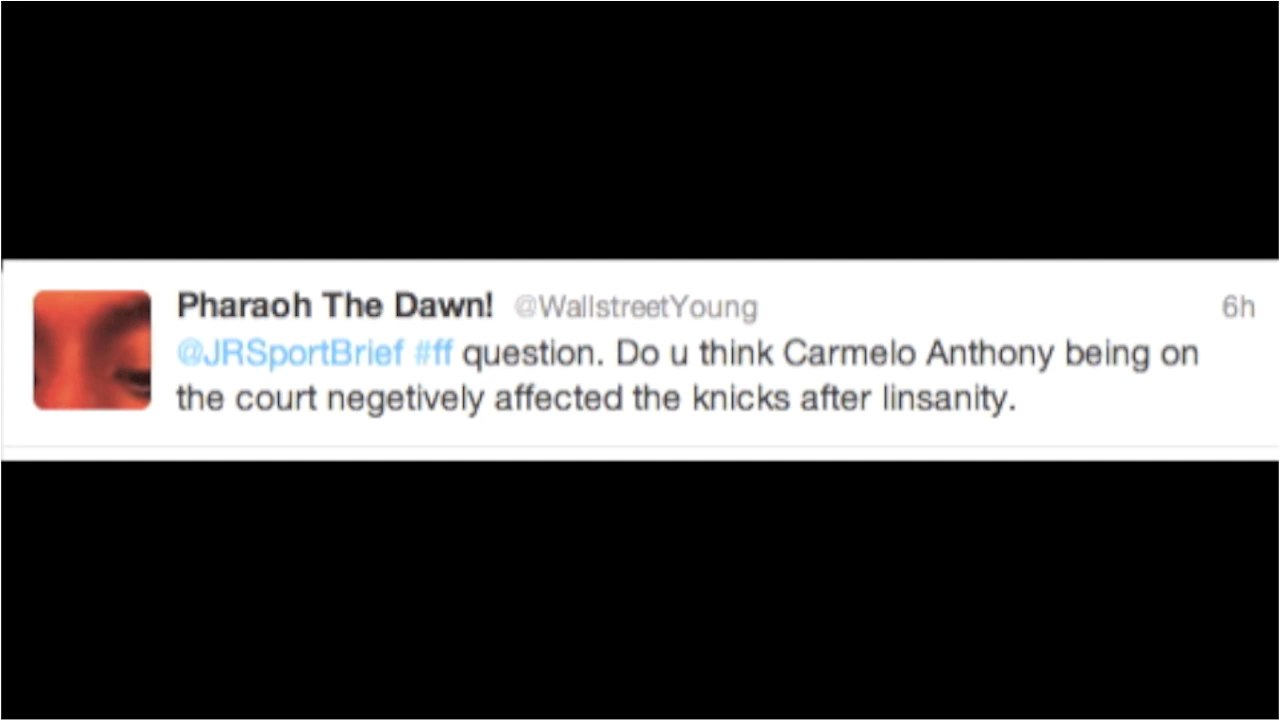 Pharaoh The Dawn! @WallstreetYoung 6h
@JRSportBrief #ff question. Do u think Carmelo Anthony being on
the court negetively affected the knicks after linsanity.